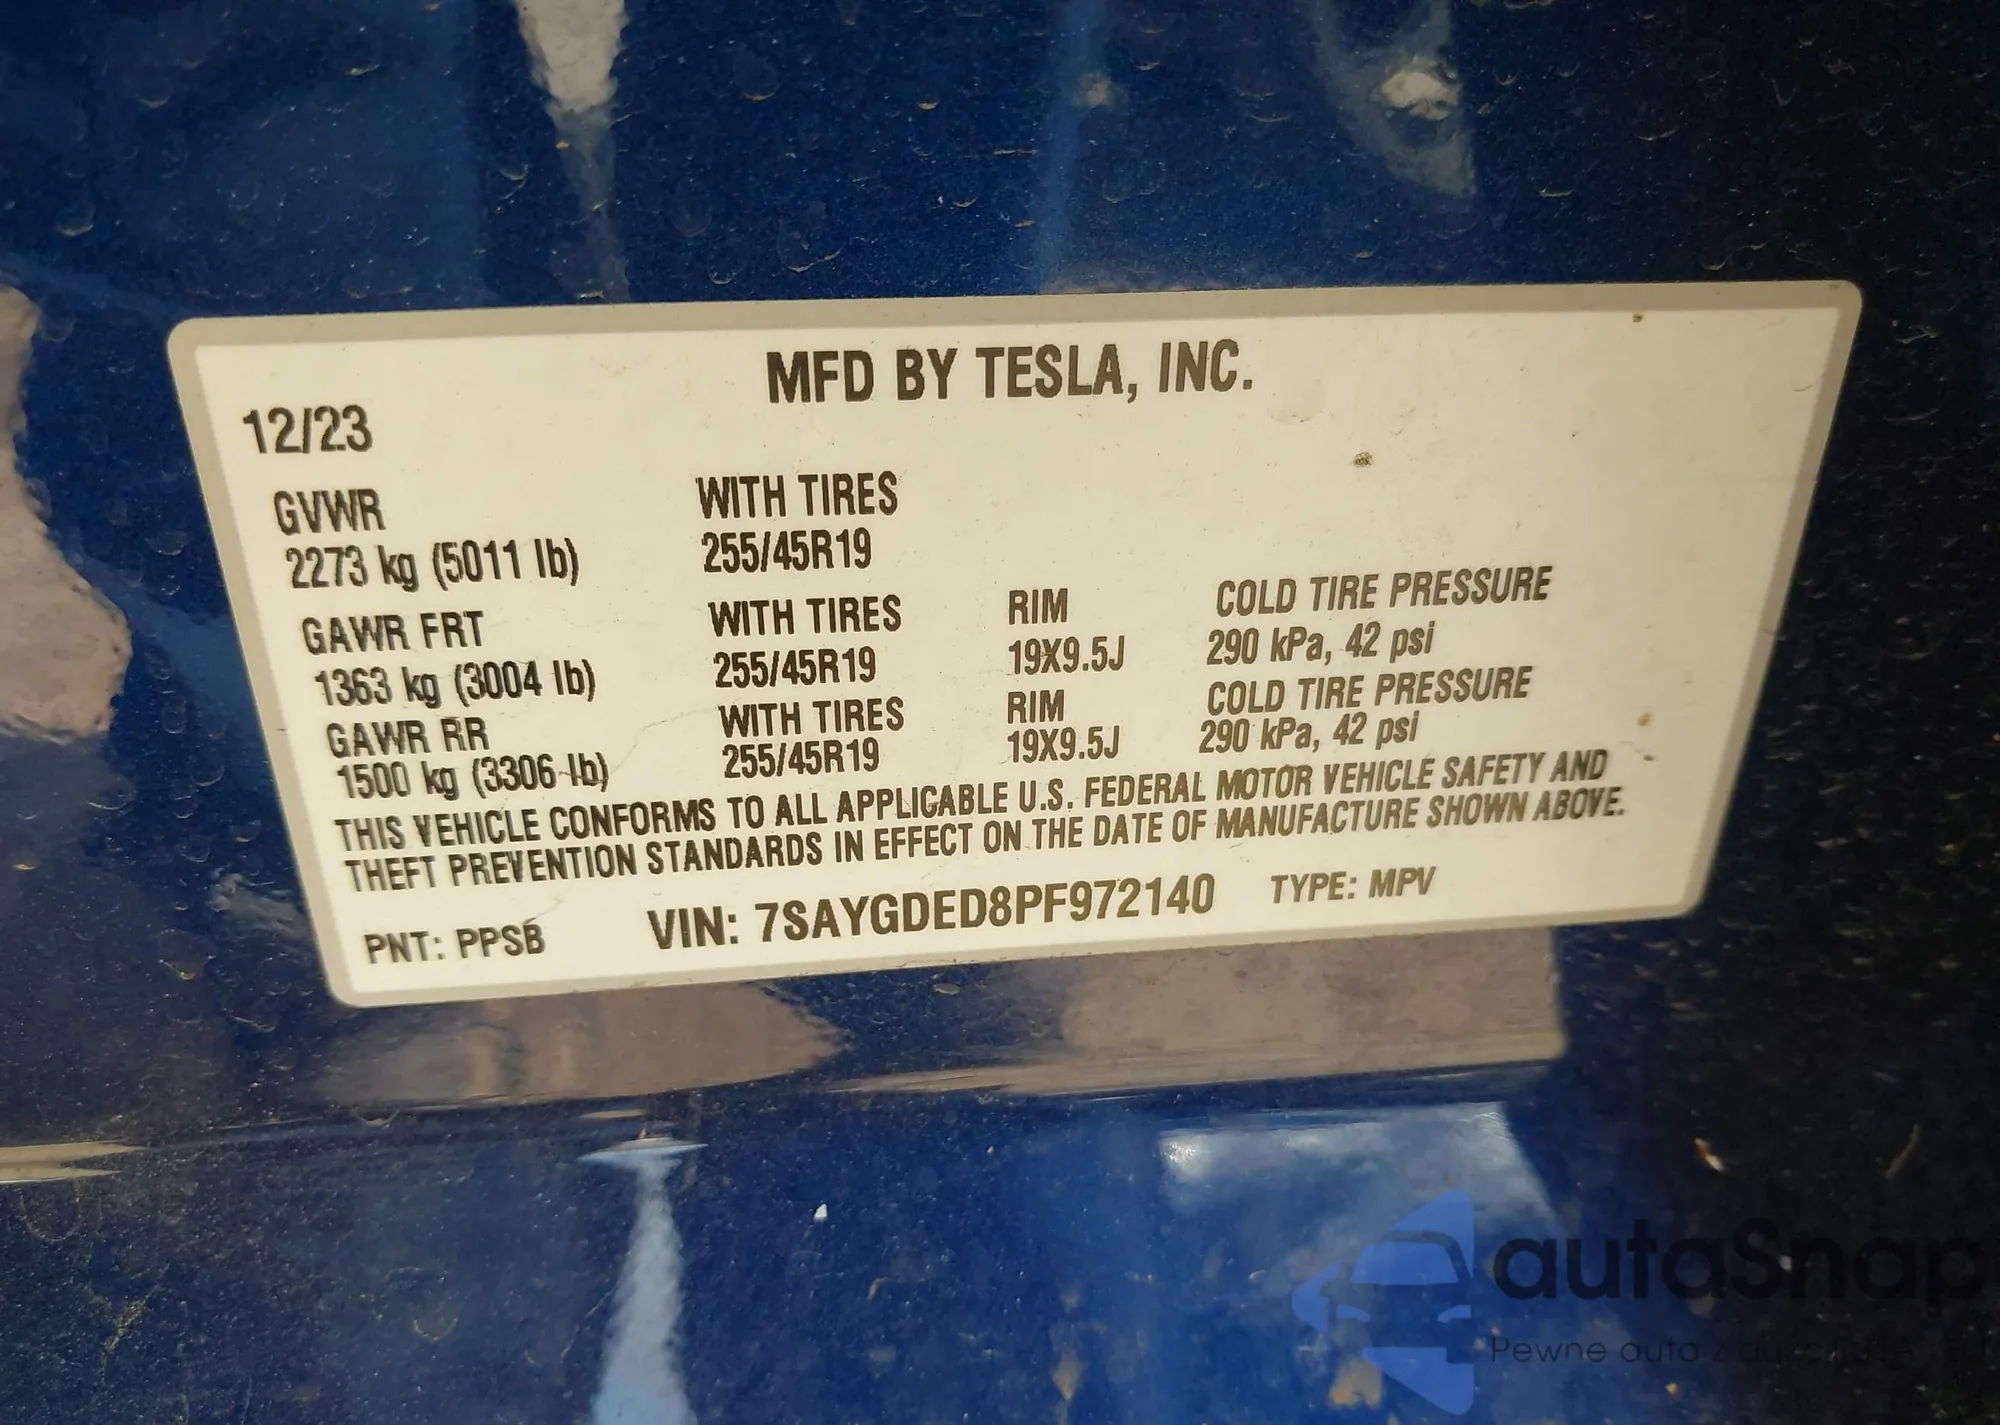 MFD BY TESLA, INC.
12/23
GVWR WITH TIRES
2273 kg (5011 lb) 255/45R19
GAWR FRT WITH TIRES RIM COLD TIRE PRESSURE
1363 kg (3004 lb) 255/45R19 19X9.5J 290 kPa, 42 psi
GAWR RR WITH TIRES RIM COLD TIRE PRESSURE
1500 kg (3306 lb) 255/45R19 19X9.5J 290 kPa, 42 psi
THIS VEHICLE CONFORMS TO ALL APPLICABLE U.S. FEDERAL MOTOR VEHICLE SAFETY AND
THEFT PREVENTION STANDARDS IN EFFECT ON THE DATE OF MANUFACTURE SHOWN ABOVE.
PNT: PPSB VIN: 7SAYGDED8PF972140 TYPE: MPV
autaSnap
Pewne auta z